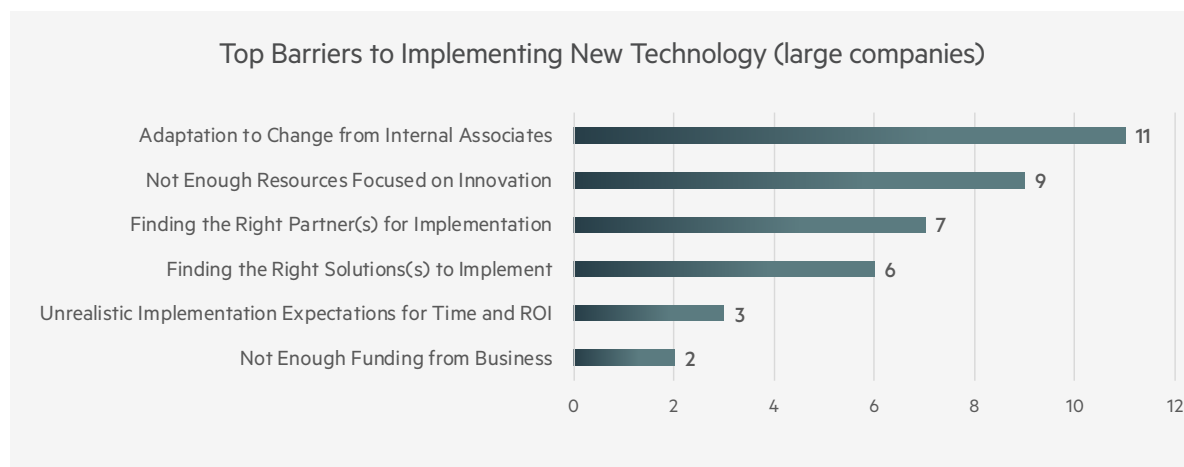 Top Barriers to Implementing New Technology (large companies)
Adaptation to Change from Internal Associates
11
Not Enough Resources Focused on Innovation
9
Finding the Right Partner(s) for Implementation
7
Finding the Right Solutions(s) to Implement
6
Unrealistic Implementation Expectations for Time and ROI
3
Not Enough Funding from Business
2
0 2 4 6 8 10 12